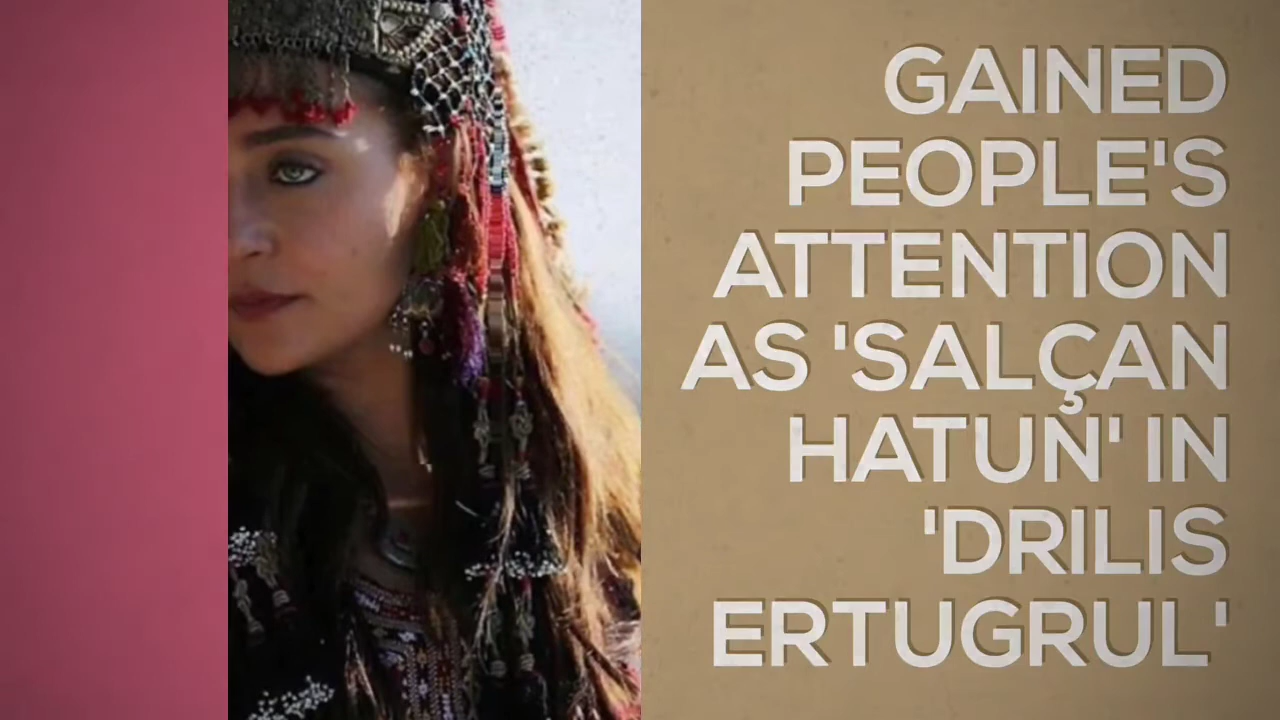 GAINED
PEOPLE'S
ATTENTION
AS 'SALÇAN
HATUN' IN
'DRILIS
ERTUGRUL'